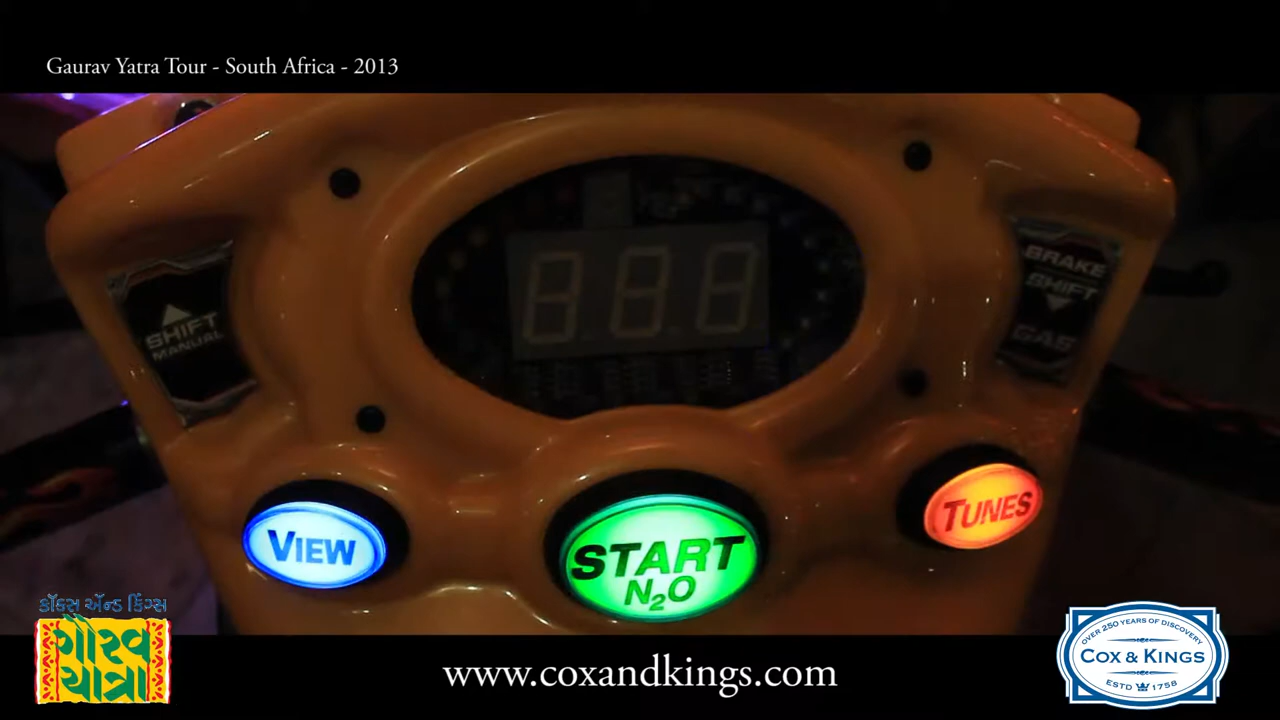 Gaurav Yatra Tour - South Africa - 2013
888
SHIFT
MANUAL
BRAKE
SHIFT
GAS
VIEW
START
N₂O
TUNES
કૉક્સ ઍન્ડ કિંગ્સ
ગૌરવ
યાત્રા
www.coxandkings.com
OVER 250 YEARS OF DISCOVERY
COX & KINGS
ESTD 1758